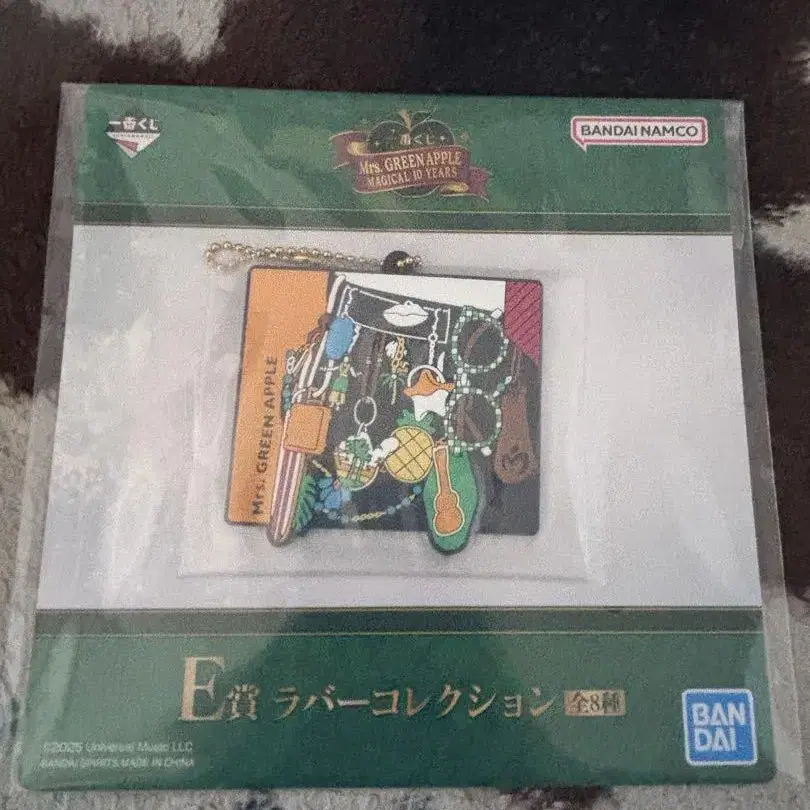 一番くじ
一番くじ
Mrs. GREEN APPLE
MAGICAL 10 YEARS
BANDAI NAMCO
Mrs. GREEN APPLE
E賞 ラバーコレクション 全8種
©2025 Universal Music LLC
BANDAI SPIRITS MADE IN CHINA
BAN
DAI